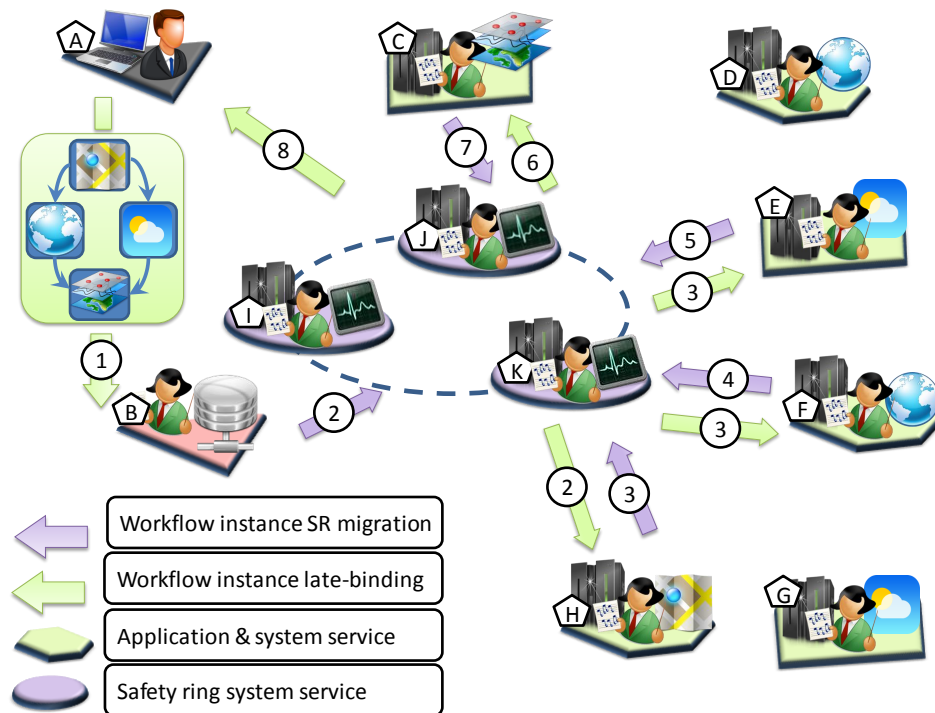 A
C
D
8
7
6
E
J
5
3
I
1
K
4
F
B
2
3
2
3
Workflow instance SR migration
Workflow instance late-binding
H
G
Application & system service
Safety ring system service